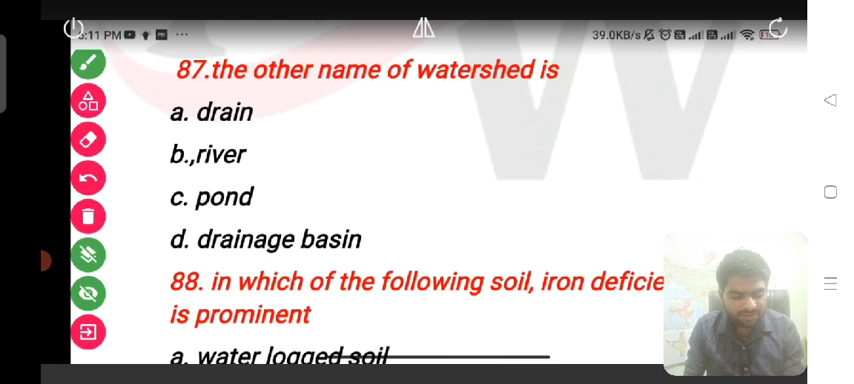 :11 PM
39.0KB/s
87.the other name of watershed is
a. drain
b.,river
c. pond
d. drainage basin
88. in which of the following soil, iron deficie
is prominent
a. water logged soil